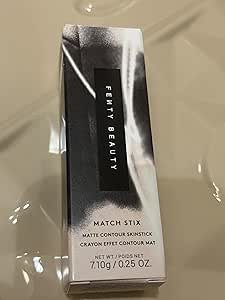 FENTY BEAUTY
MATCH STIX
MATTE CONTOUR SKINSTICK
CRAYON EFFET CONTOUR MAT
NET WT / POIDS NET
7.10g / 0.25 OZ.